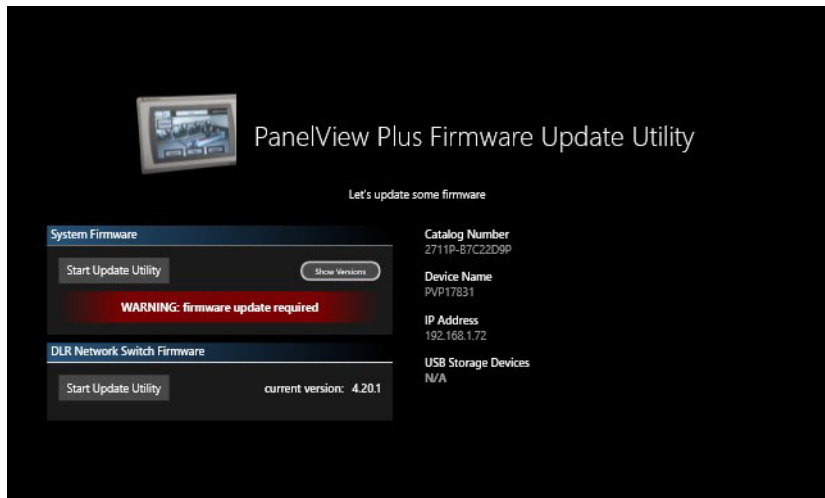 PanelView Plus Firmware Update Utility
Let's update some firmware
System Firmware
Start Update Utility
Show Versions
WARNING: firmware update required
DLR Network Switch Firmware
Start Update Utility
current version: 4.20.1
Catalog Number
2711P-B7C22D9P
Device Name
PVP17831
IP Address
192.168.1.72
USB Storage Devices
N/A